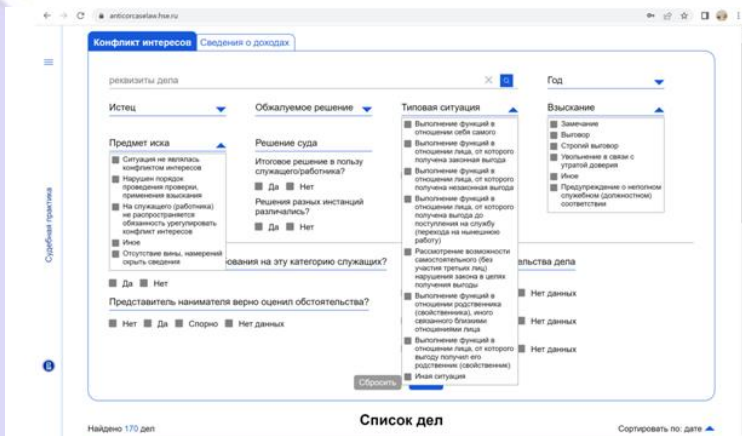 anticorcaselaw.hse.ru
Конфликт интересов
Сведения о доходах
реквизиты дела
Год
Истец
Обжалуемое решение
Типовая ситуация
Взыскание
Предмет иска
Ситуация не являлась
конфликтом интересов
Нарушен порядок
проведения проверки,
применения взыскания
На служащего (работника)
не распространяется
обязанность урегулировать
конфликт интересов
Иное
Отсутствие вины, намерений
скрыть сведения
Решение суда
Итоговое решение в пользу
служащего/работника?
Да Нет
Решения разных инстанций
различались?
Да Нет
Выполнение функций в
отношении себя самого
Выполнение функций в
отношении лица, от которого
получена законная выгода
Выполнение функций в
отношении лица, от которого
получена незаконная выгода
Выполнение функций в
отношении лица, от которого
получена выгода до
поступления на службу
(перехода на нынешнюю
работу)
Рассмотрение возможности
самостоятельного (без
участия третьих лиц)
нарушения закона в целях
получения выгоды
Выполнение функций в
отношении родственника
(свойственника), иного
связанного близкими
отношениями лица
Выполнение функций в
отношении лица, от которого
выгоду получил его
родственник (свойственник)
Иная ситуация
Замечание
Выговор
Строгий выговор
Увольнение в связи с
утратой доверия
Иное
Предупреждение о неполном
служебном (должностном)
соответствии
Судебная практика
ования на эту категорию служащих?
Да Нет
Представитель нанимателя верно оценил обстоятельства?
Нет Да Спорно Нет данных
ельства дела
Нет данных
Нет данных
Нет данных
Сбросить
Список дел
Найдено 170 дел
Сортировать по: дате